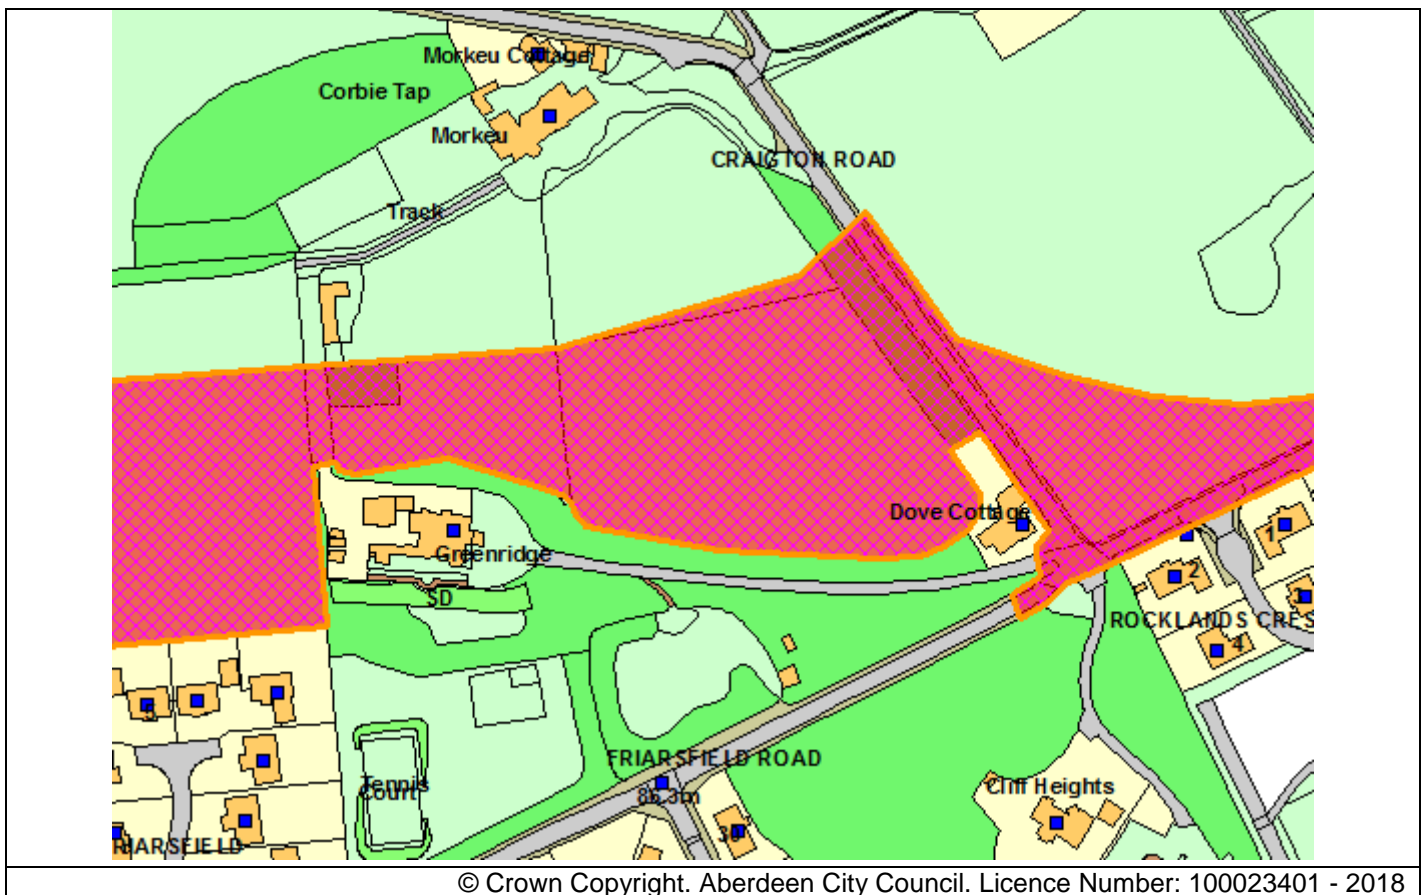 Morkeu Cottage
Corbie Tap
Morkeu
CRAIGTON ROAD
Track
Dove Cottage
Greenridge
SD
1
2
3
ROCKLANDS CRES
4
5
FRIARSFIELD ROAD
Tennis
Court
86.3m
Cliff Heights
30
RIARSFIELD
© Crown Copyright. Aberdeen City Council. Licence Number: 100023401 - 2018